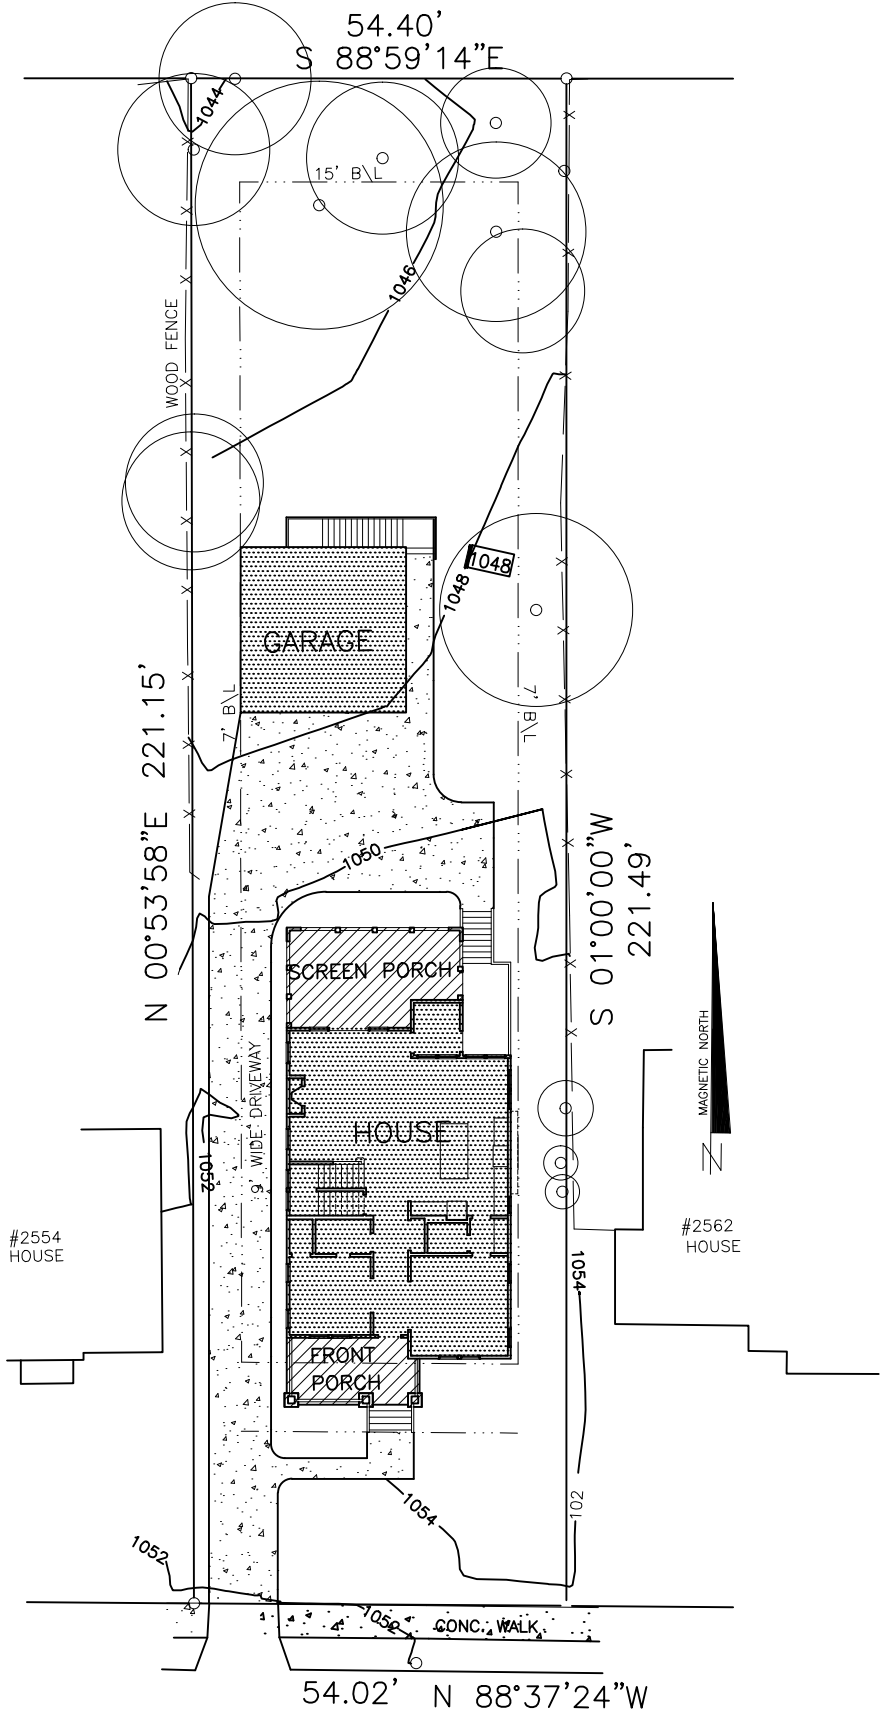 54.40'
S 88°59'14"E
1044
15' B\L
1046
WOOD FENCE
1048
1048
GARAGE
7' B\L
7' B\L
N 00°53'58"E 221.15'
S 01°00'00"W
221.49'
1050
SCREEN PORCH
MAGNETIC NORTH
N
9' WIDE DRIVEWAY
HOUSE
1052
#2554
HOUSE
#2562
HOUSE
1054
FRONT
PORCH
1054
102
1052
1052
CONC. WALK
54.02' N 88°37'24"W